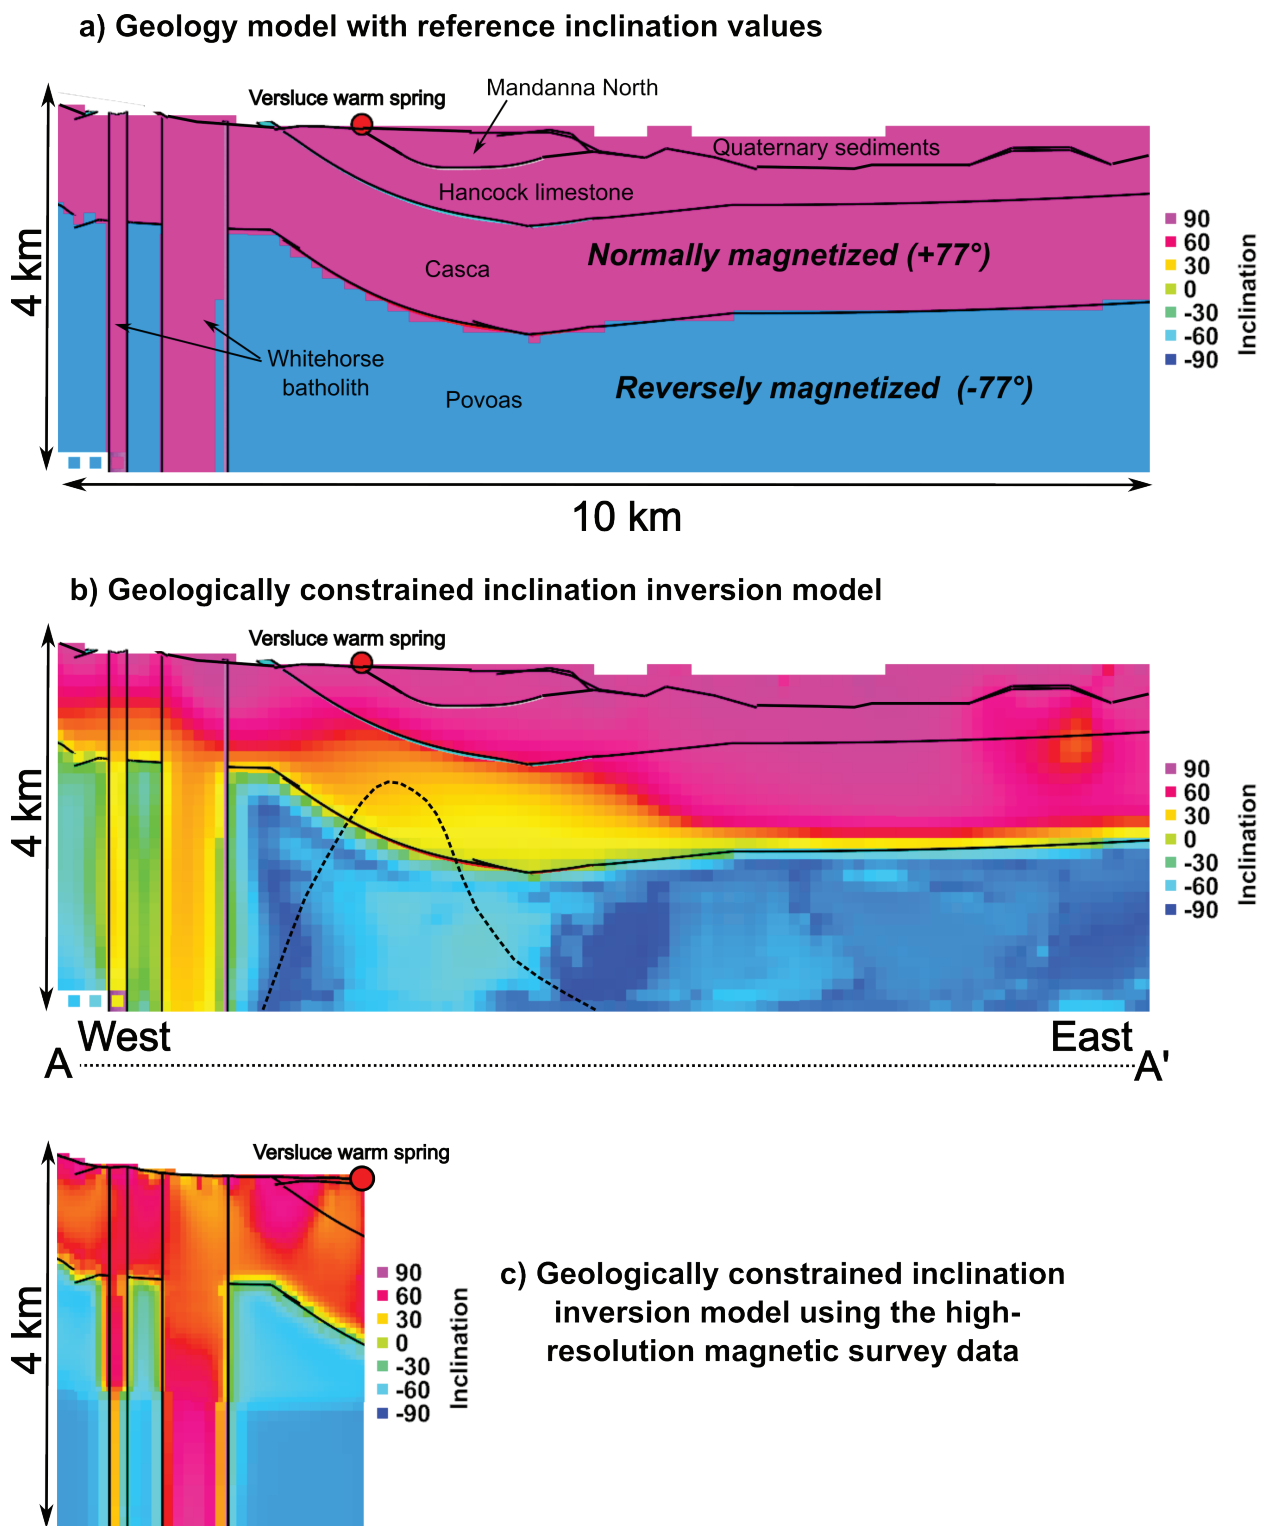 a) Geology model with reference inclination values
Versluce warm spring
Mandanna North
Quaternary sediments
Hancock limestone
Normally magnetized (+77°)
Casca
Whitehorse
batholith
Reversely magnetized (-77°)
Povoas
4 km
90
60
30
0
-30
-60
-90
Inclination
10 km
b) Geologically constrained inclination inversion model
Versluce warm spring
4 km
90
60
30
0
-30
-60
-90
Inclination
West
East
A
A'
Versluce warm spring
4 km
90
60
30
0
-30
-60
-90
Inclination
c) Geologically constrained inclination
inversion model using the high-
resolution magnetic survey data